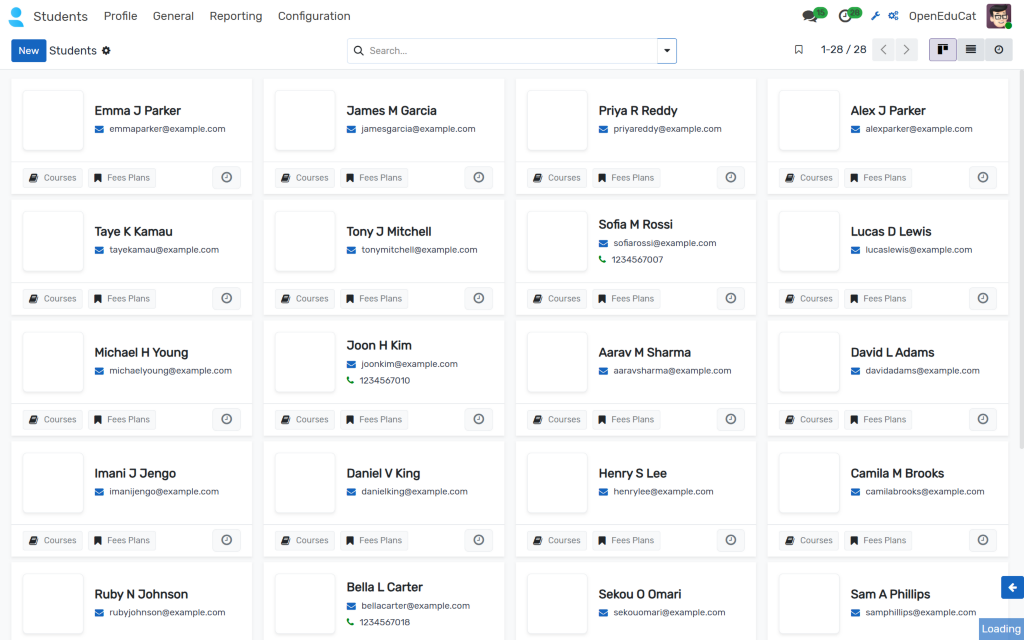 Students Profile General Reporting Configuration 15 28 OpenEduCat
New Students Search... 1-28 / 28
Emma J Parker
emmaparker@example.com
Courses Fees Plans
James M Garcia
jamesgarcia@example.com
Courses Fees Plans
Priya R Reddy
priyareddy@example.com
Courses Fees Plans
Alex J Parker
alexparker@example.com
Courses Fees Plans
Taye K Kamau
tayekamau@example.com
Courses Fees Plans
Tony J Mitchell
tonymitchell@example.com
Courses Fees Plans
Sofia M Rossi
sofiarossi@example.com
1234567007
Courses Fees Plans
Lucas D Lewis
lucaslewis@example.com
Courses Fees Plans
Michael H Young
michaelyoung@example.com
Courses Fees Plans
Joon H Kim
joonkim@example.com
1234567010
Courses Fees Plans
Aarav M Sharma
aaravsharma@example.com
Courses Fees Plans
David L Adams
davidadams@example.com
Courses Fees Plans
Imani J Jengo
imanijengo@example.com
Courses Fees Plans
Daniel V King
danielking@example.com
Courses Fees Plans
Henry S Lee
henrylee@example.com
Courses Fees Plans
Camila M Brooks
camilabrooks@example.com
Courses Fees Plans
Ruby N Johnson
rubyjohnson@example.com
Bella L Carter
bellacarter@example.com
1234567018
Sekou O Omari
sekouomari@example.com
Sam A Phillips
samphillips@example.com
Loading